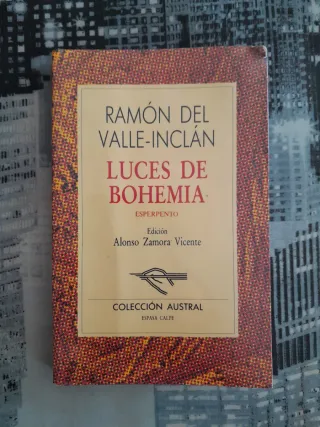 RAMÓN DEL
VALLE-INCLÁN
LUCES DE
BOHEMIA
ESPERPENTO
Edición
Alonso Zamora Vicente
COLECCIÓN AUSTRAL
ESPASA CALPE